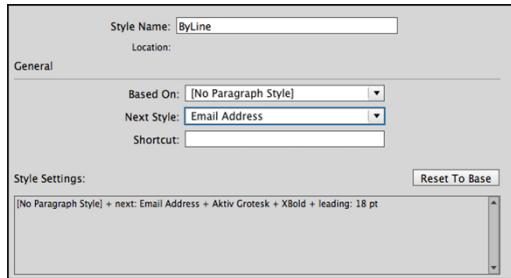 Style Name: ByLine
Location:
General
Based On: [No Paragraph Style]
Next Style: Email Address
Shortcut:
Style Settings: Reset To Base
[No Paragraph Style] + next: Email Address + Aktiv Grotesk + XBold + leading: 18 pt